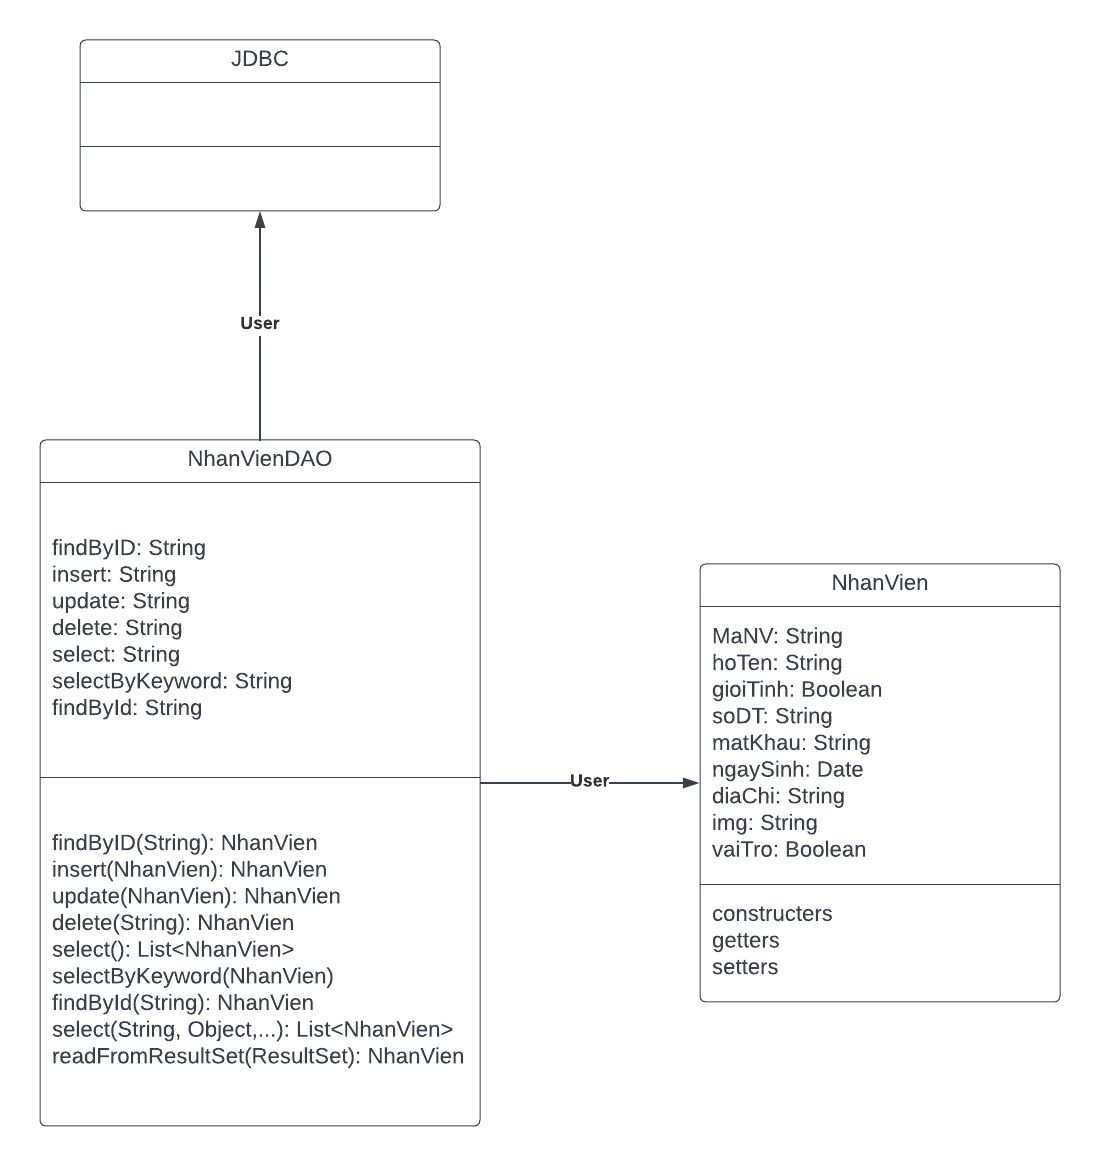 JDBC
User
NhanVienDAO
findByID: String
insert: String
update: String
delete: String
select: String
selectByKeyword: String
findById: String
findByID(String): NhanVien
insert(NhanVien): NhanVien
update(NhanVien): NhanVien
delete(String): NhanVien
select(): List<NhanVien>
selectByKeyword(NhanVien)
findById(String): NhanVien
select(String, Object,...): List<NhanVien>
readFromResultSet(ResultSet): NhanVien
User
NhanVien
MaNV: String
hoTen: String
gioiTinh: Boolean
soDT: String
matKhau: String
ngaySinh: Date
diaChi: String
img: String
vaiTro: Boolean
constructers
getters
setters